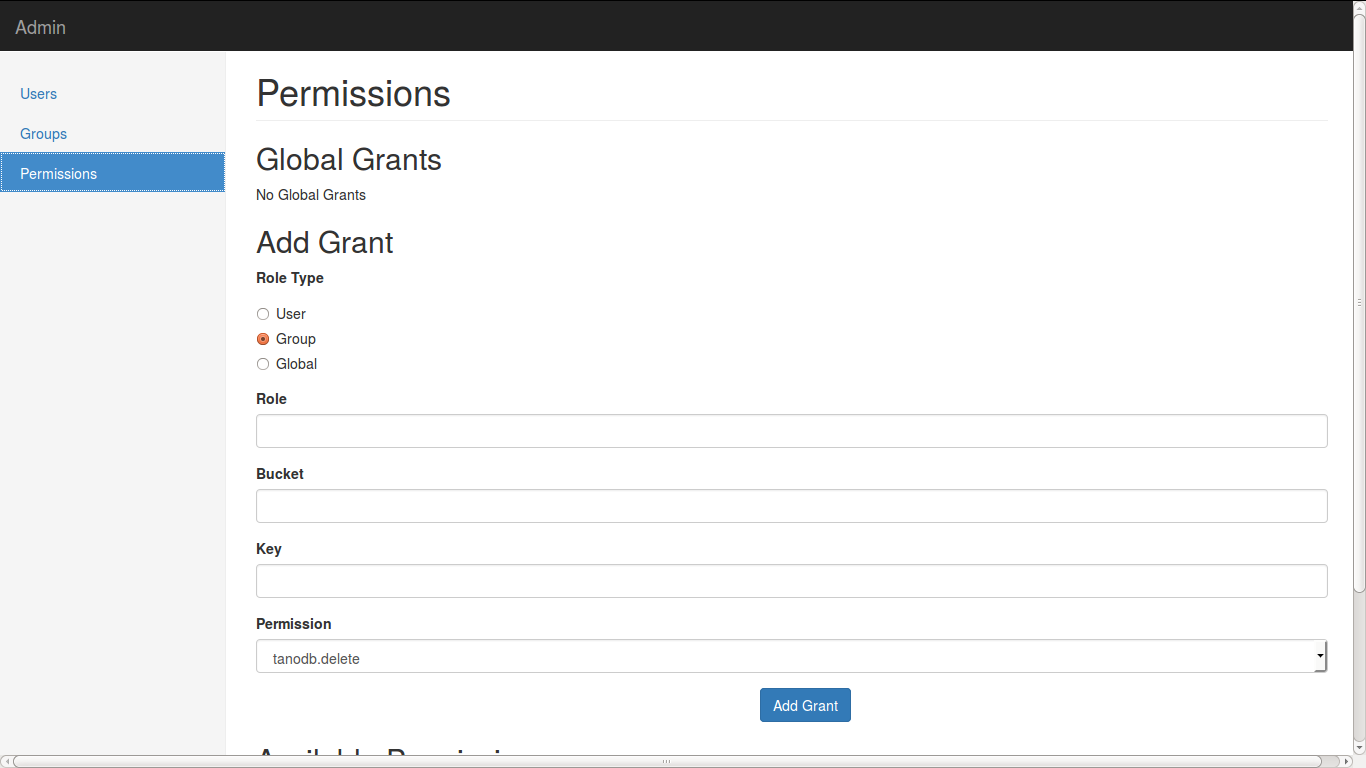 Admin
Users
Groups
Permissions
Permissions
Global Grants
No Global Grants
Add Grant
Role Type
User
Group
Global
Role
Bucket
Key
Permission
tanodb.delete
Add Grant